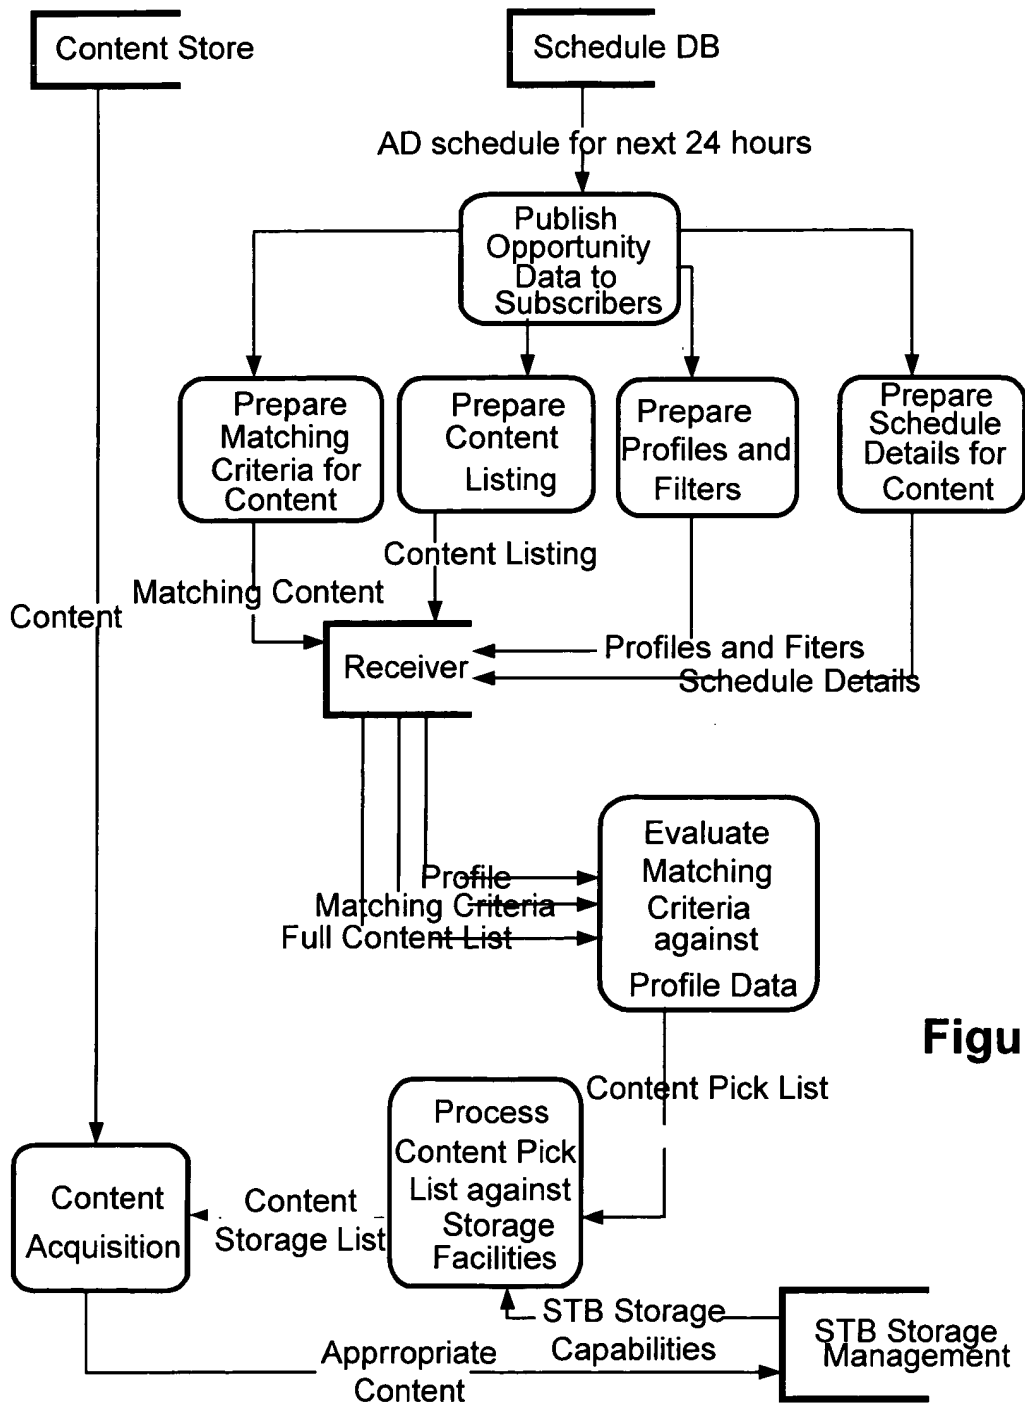 Content Store
Schedule DB
AD schedule for next 24 hours
Publish
Opportunity
Data to
Subscribers
Prepare
Matching
Criteria for
Content
Prepare
Content
Listing
Prepare
Profiles and
Filters
Prepare
Schedule
Details for
Content
Content Listing
Matching Content
Content
Receiver
Profiles and Fiters
Schedule Details
Evaluate
Matching
Criteria
against
Profile Data
Profile
Matching Criteria
Full Content List
Figu
Content Pick List
Process
Content Pick
List against
Storage
Facilities
Content
Storage List
Content
Acquisition
STB Storage
Capabilities
STB Storage
Management
Apprropriate
Content